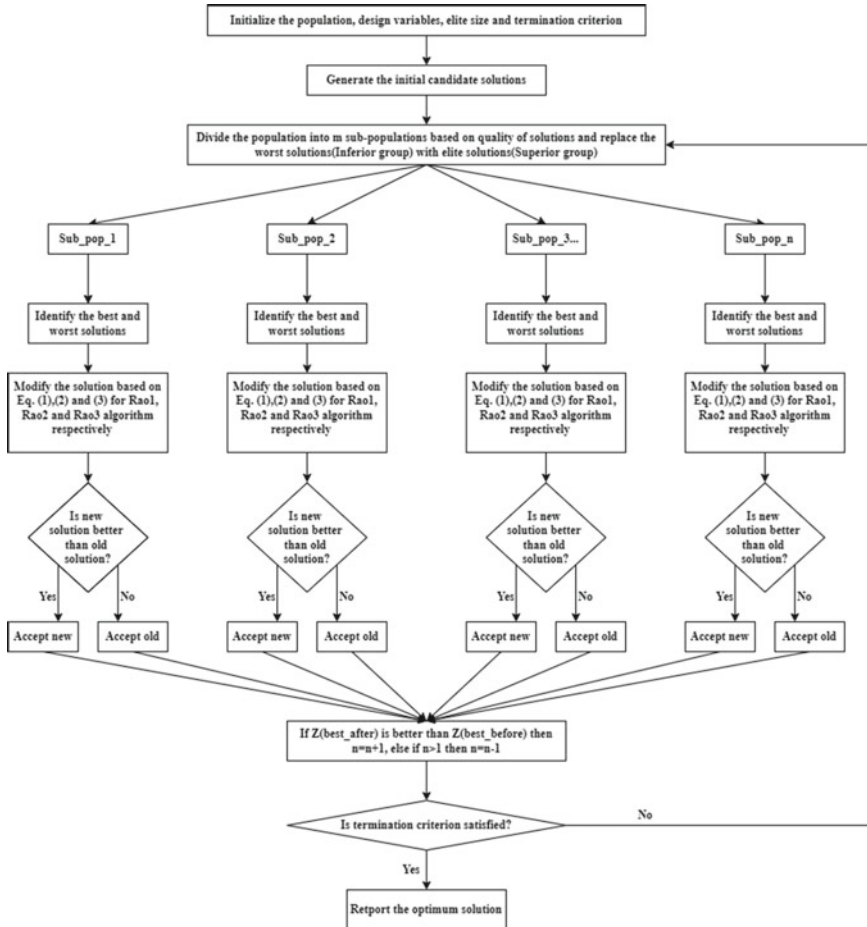 Initialize the population, design variables, elite size and termination criterion
Generate the initial candidate solutions
Divide the population into m sub-populations based on quality of solutions and replace the
worst solutions(Inferior group) with elite solutions(Superior group)
Sub_pop_1
Sub_pop_2
Sub_pop_3...
Sub_pop_n
Identify the best and
worst solutions
Identify the best and
worst solutions
Identify the best and
worst solutions
Identify the best and
worst solutions
Modify the solution based on
Eq. (1),(2) and (3) for Rao1,
Rao2 and Rao3 algorithm
respectively
Modify the solution based on
Eq. (1),(2) and (3) for Rao1,
Rao2 and Rao3 algorithm
respectively
Modify the solution based on
Eq. (1),(2) and (3) for Rao1,
Rao2 and Rao3 algorithm
respectively
Modify the solution based on
Eq. (1),(2) and (3) for Rao1,
Rao2 and Rao3 algorithm
respectively
Is new
solution better
than old
solution?
Is new
solution better
than old
solution?
Is new
solution better
than old
solution?
Is new
solution better
than old
solution?
Yes
No
Yes
No
Yes
No
Yes
No
Accept new
Accept old
Accept new
Accept old
Accept new
Accept old
Accept new
Accept old
If Z(best_after) is better than Z(best_before) then
n=n+1, else if n>1 then n=n-1
Is termination criterion satisfied?
No
Yes
Retport the optimum solution